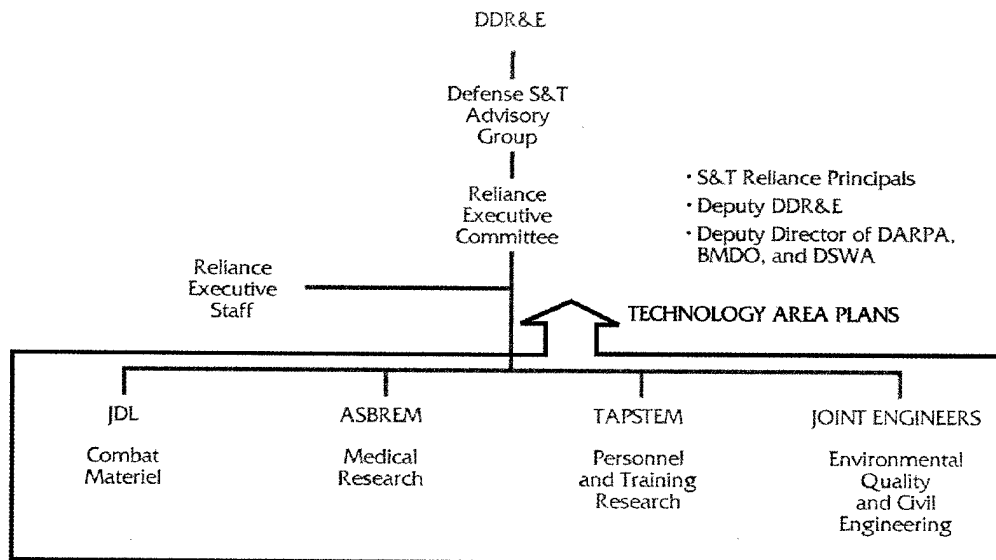 DDR&E
Defense S&T
Advisory
Group
Reliance
Executive
Committee
• S&T Reliance Principals
• Deputy DDR&E
• Deputy Director of DARPA,
BMDO, and DSWA
Reliance
Executive
Staff
TECHNOLOGY AREA PLANS
JDL
Combat
Materiel
ASBREM
Medical
Research
TAPSTEM
Personnel
and Training
Research
JOINT ENGINEERS
Environmental
Quality
and Civil
Engineering